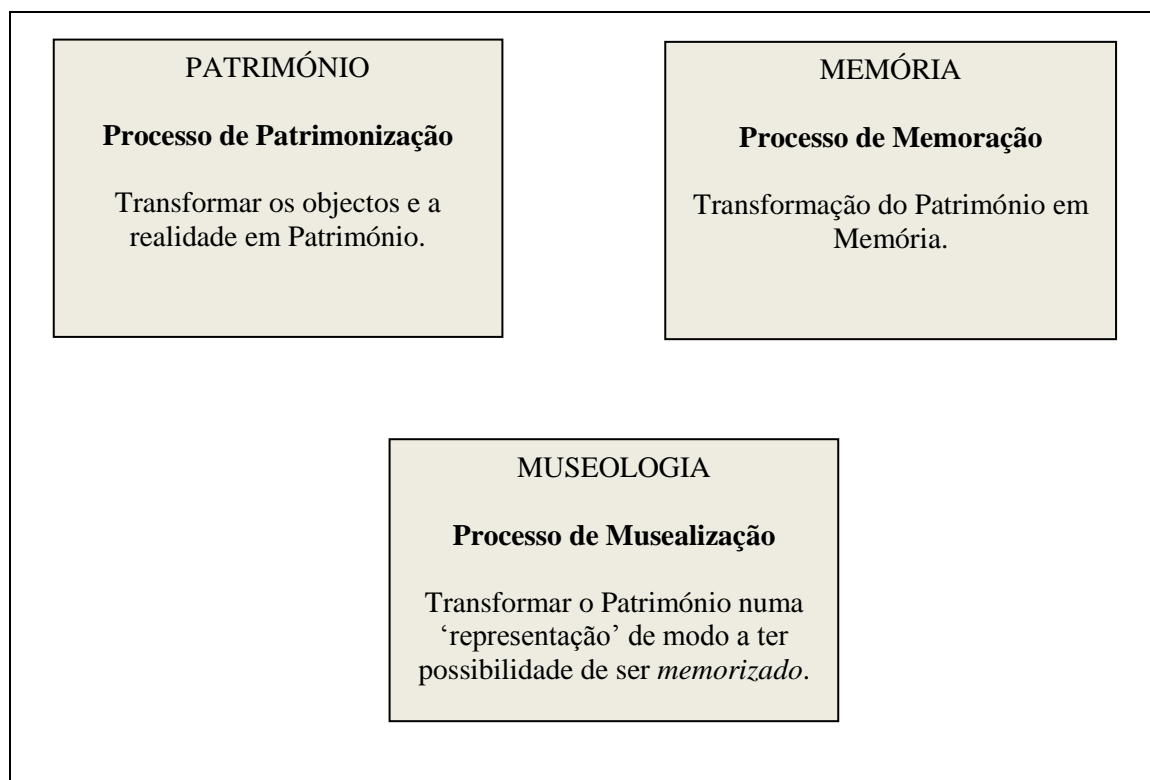 PATRIMÓNIO
Processo de Patrimonização
Transformar os objectos e a
realidade em Património.
MEMÓRIA
Processo de Memoração
Transformação do Património em
Memória.
MUSEOLOGIA
Processo de Musealização
Transformar o Património numa
‘representação’ de modo a ter
possibilidade de ser memorizado.